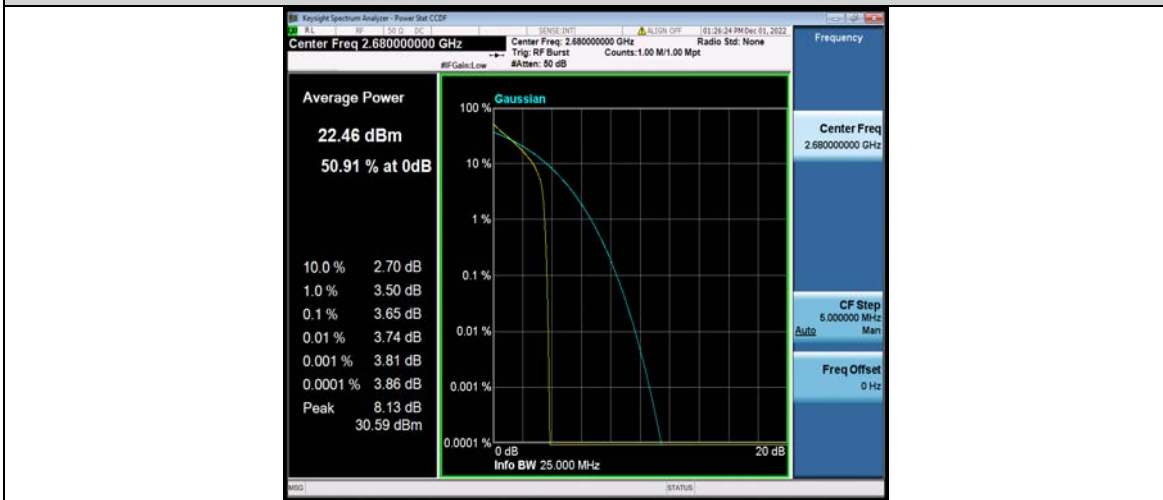 Keysight Spectrum Analyzer - Power Stat CCDF
RL RF 50 Ω DC SENSE:INT ALIGN OFF 01:26:24 PM Dec 01, 2022
Center Freq 2.680000000 GHz
Center Freq: 2.680000000 GHz Radio Std: None
Trig: RF Burst Counts:1.00 M/1.00 Mpt
#IFGain:Low #Atten: 50 dB
Frequency
Average Power
22.46 dBm
50.91 % at 0dB
10.0 % 2.70 dB
1.0 % 3.50 dB
0.1 % 3.65 dB
0.01 % 3.74 dB
0.001 % 3.81 dB
0.0001 % 3.86 dB
Peak 8.13 dB
30.59 dBm
Gaussian
100 %
10 %
1 %
0.1 %
0.01 %
0.001 %
0.0001 %
0 dB 20 dB
Info BW 25.000 MHz
Center Freq
2.680000000 GHz
CF Step
5.000000 MHz
Auto Man
Freq Offset
0 Hz
MSG STATUS